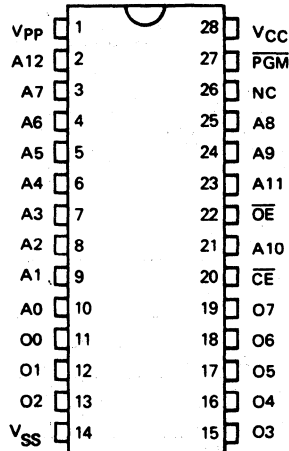 VPP 1 28 VCC
A12 2 27 PGM
A7 3 26 NC
A6 4 25 A8
A5 5 24 A9
A4 6 23 A11
A3 7 22 OE
A2 8 21 A10
A1 9 20 CE
A0 10 19 O7
O0 11 18 O6
O1 12 17 O5
O2 13 16 O4
VSS 14 15 O3